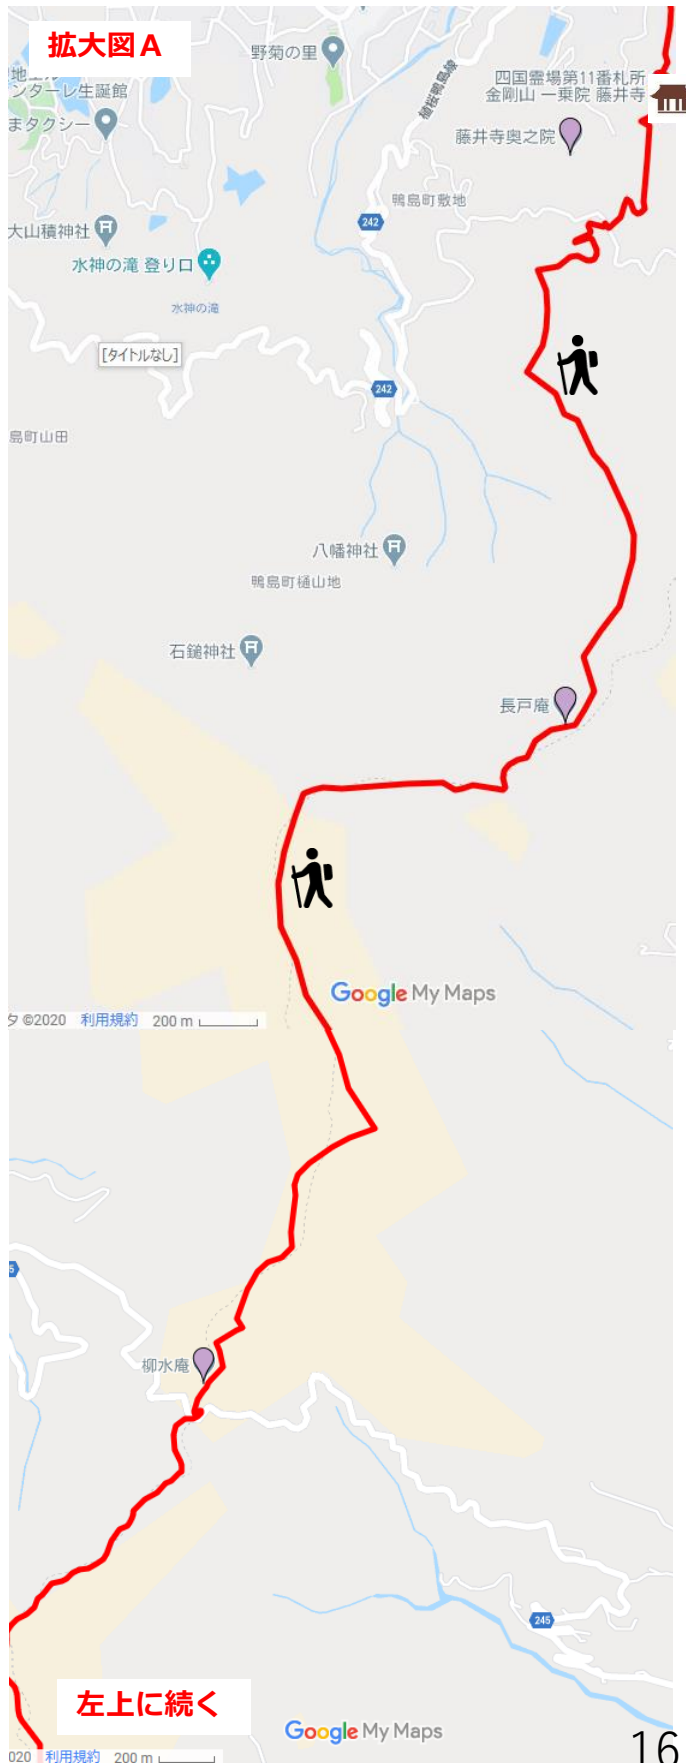 拡大図A
野菊の里
ンターレ生誕館
まタクシー
植桜鴨島線
四国霊場第11番札所
金剛山 一乗院 藤井寺
藤井寺奥之院
鴨島町敷地
242
大山積神社
水神の滝 登り口
水神の滝
[タイトルなし]
242
島町山田
八幡神社
鴨島町樋山地
石鎚神社
長戸庵
Google My Maps
タ ©2020 利用規約 200 m
柳水庵
245
左上に続く
Google My Maps
020 利用規約 200 m
16